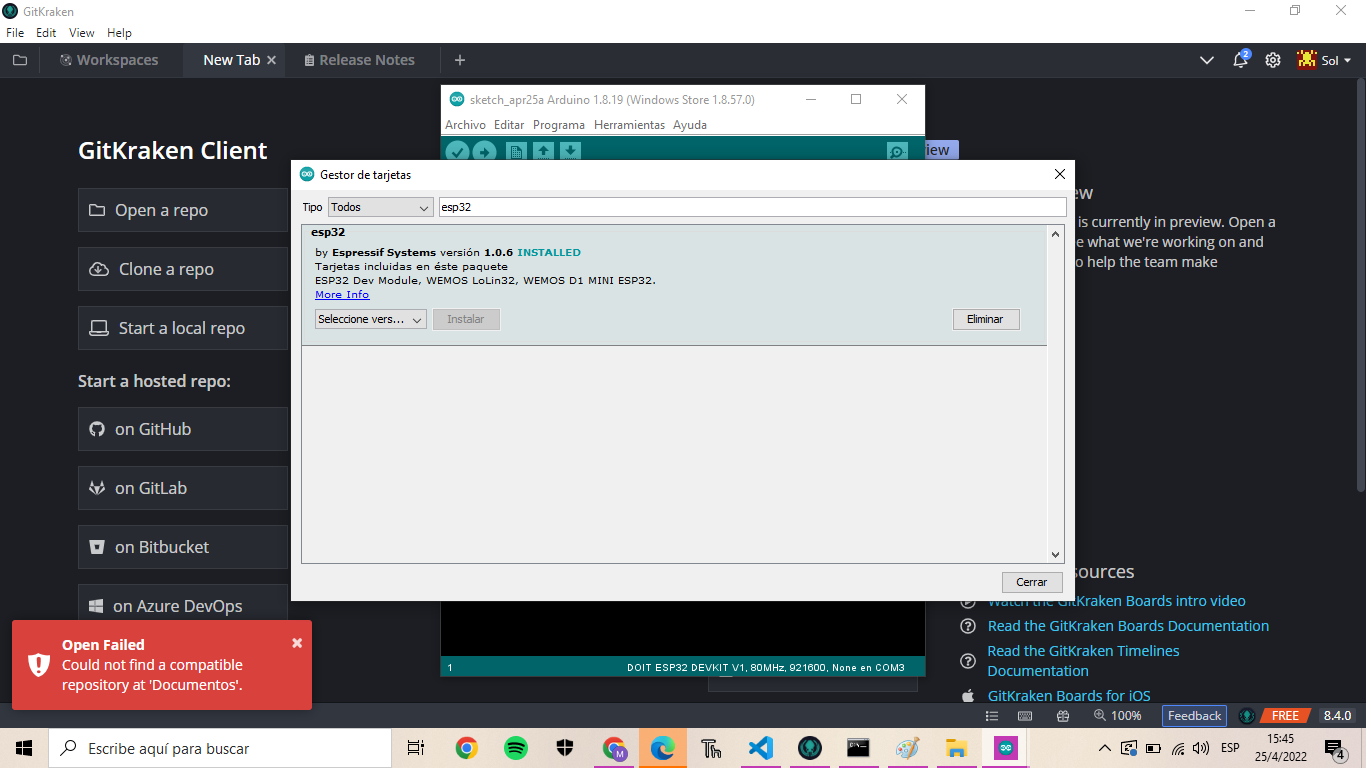 GitKraken
File Edit View Help
Workspaces New Tab Release Notes
2
Sol
GitKraken Client
Open a repo
Clone a repo
Start a local repo
Start a hosted repo:
on GitHub
on GitLab
on Bitbucket
on Azure DevOps
sketch_apr25a Arduino 1.8.19 (Windows Store 1.8.57.0)
Archivo Editar Programa Herramientas Ayuda
iew
Gestor de tarjetas
Tipo Todos esp32
esp32
by Espressif Systems versión 1.0.6 INSTALLED
Tarjetas incluidas en éste paquete
ESP32 Dev Module, WEMOS LoLin32, WEMOS D1 MINI ESP32.
More Info
Seleccione vers... Instalar Eliminar
Cerrar
ew
is currently in preview. Open a
e what we're working on and
o help the team make
sources
Watch the GitKraken Boards intro video
Read the GitKraken Boards Documentation
Read the GitKraken Timelines
Documentation
GitKraken Boards for iOS
1 DOIT ESP32 DEVKIT V1, 80MHz, 921600, None en COM3
Open Failed
Could not find a compatible
repository at 'Documentos'.
100% Feedback FREE 8.4.0
Escribe aquí para buscar
M
Th
ESP
15:45
25/4/2022
4